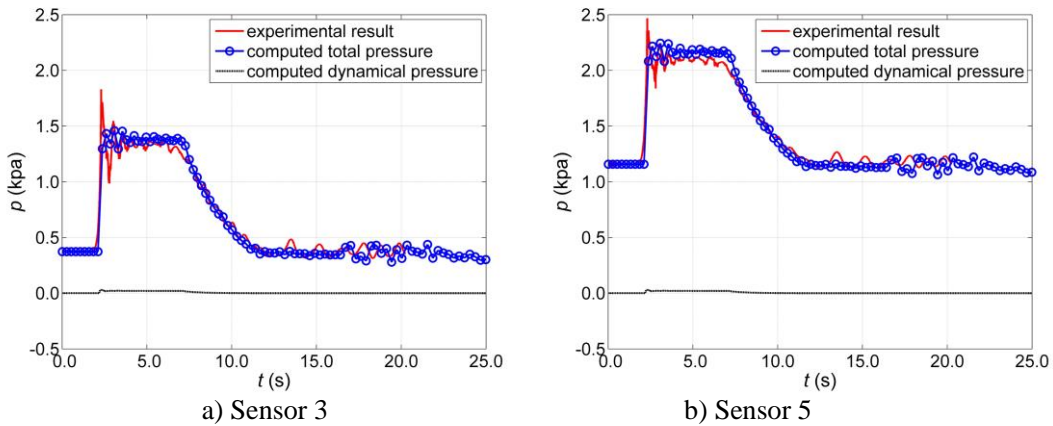 2.5
2.0
1.5
1.0
0.5
0.0
-0.5
p (kpa)
experimental result
computed total pressure
computed dynamical pressure
0.0 5.0 10.0 15.0 20.0 25.0
t (s)
a) Sensor 3
2.5
2.0
1.5
1.0
0.5
0.0
-0.5
p (kpa)
experimental result
computed total pressure
computed dynamical pressure
0.0 5.0 10.0 15.0 20.0 25.0
t (s)
b) Sensor 5